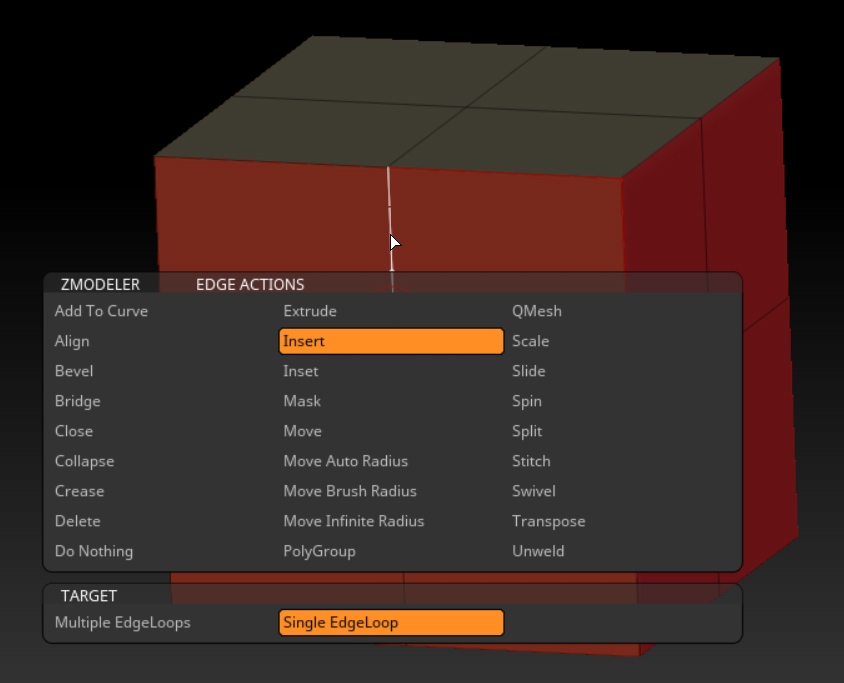 ZMODELER EDGE ACTIONS
Add To Curve Extrude QMesh
Align Insert Scale
Bevel Inset Slide
Bridge Mask Spin
Close Move Split
Collapse Move Auto Radius Stitch
Crease Move Brush Radius Swivel
Delete Move Infinite Radius Transpose
Do Nothing PolyGroup Unweld
TARGET
Multiple EdgeLoops Single EdgeLoop